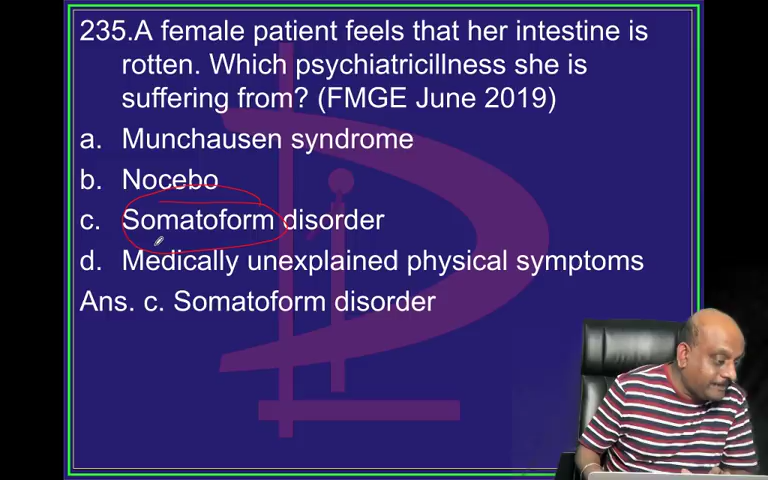 235.A female patient feels that her intestine is
rotten. Which psychiatricillness she is
suffering from? (FMGE June 2019)
a. Munchausen syndrome
b. Nocebo
c. Somatoform disorder
d. Medically unexplained physical symptoms
Ans. c. Somatoform disorder